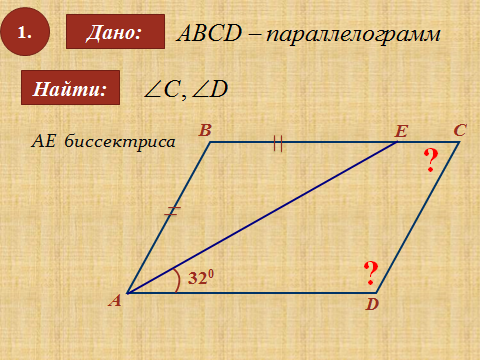 1. Дано: ABCD – параллелограмм
Найти: ∠C, ∠D
AE биссектриса
B
E
C
?
32⁰
?
A
D